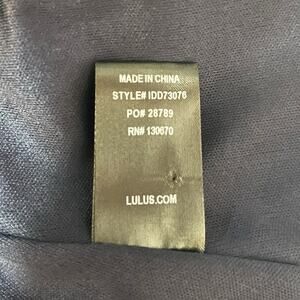 MADE IN CHINA
STYLE# IDD73076
PO# 28789
RN# 130670
LULUS.COM